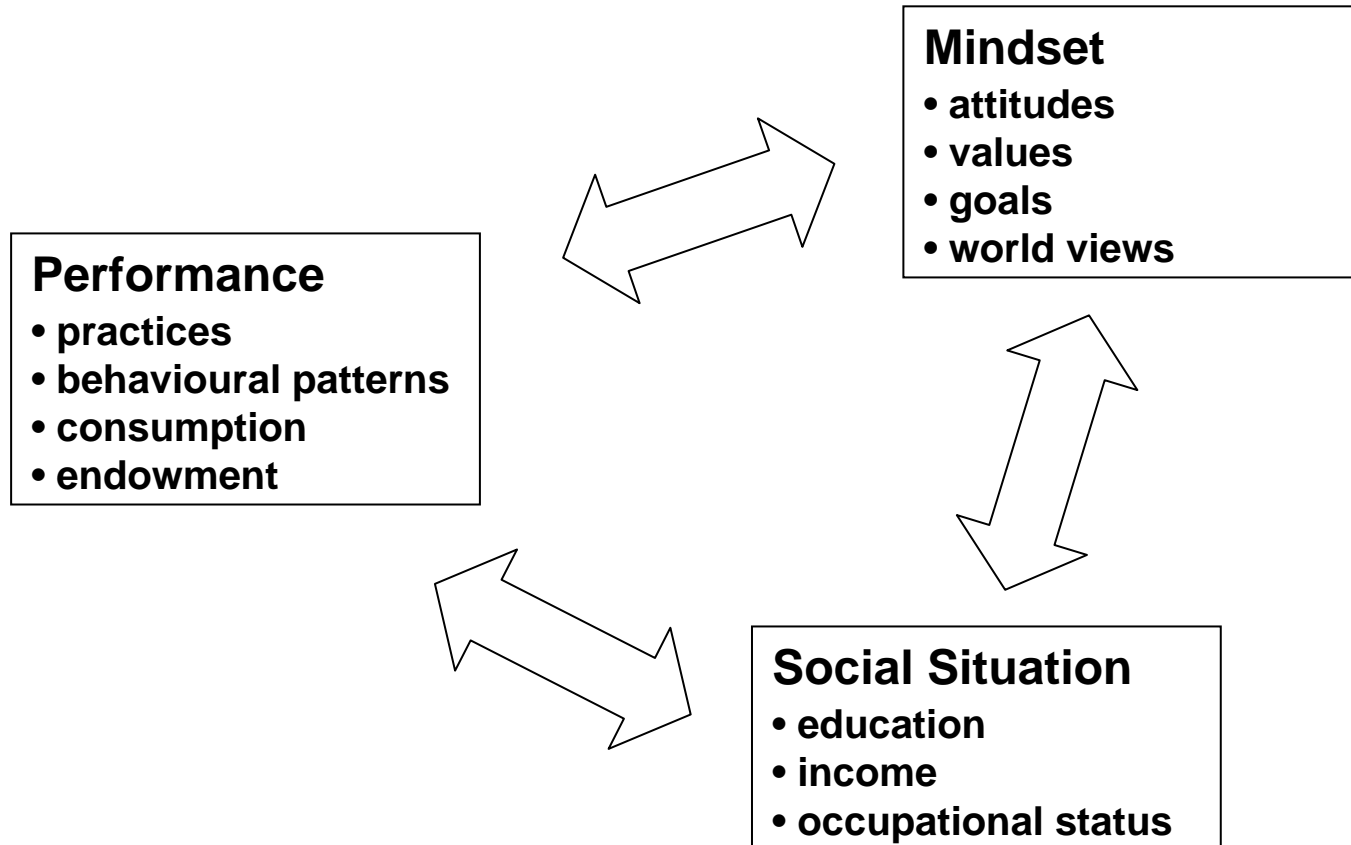 Mindset
• attitudes
• values
• goals
• world views
Performance
• practices
• behavioural patterns
• consumption
• endowment
Social Situation
• education
• income
• occupational status